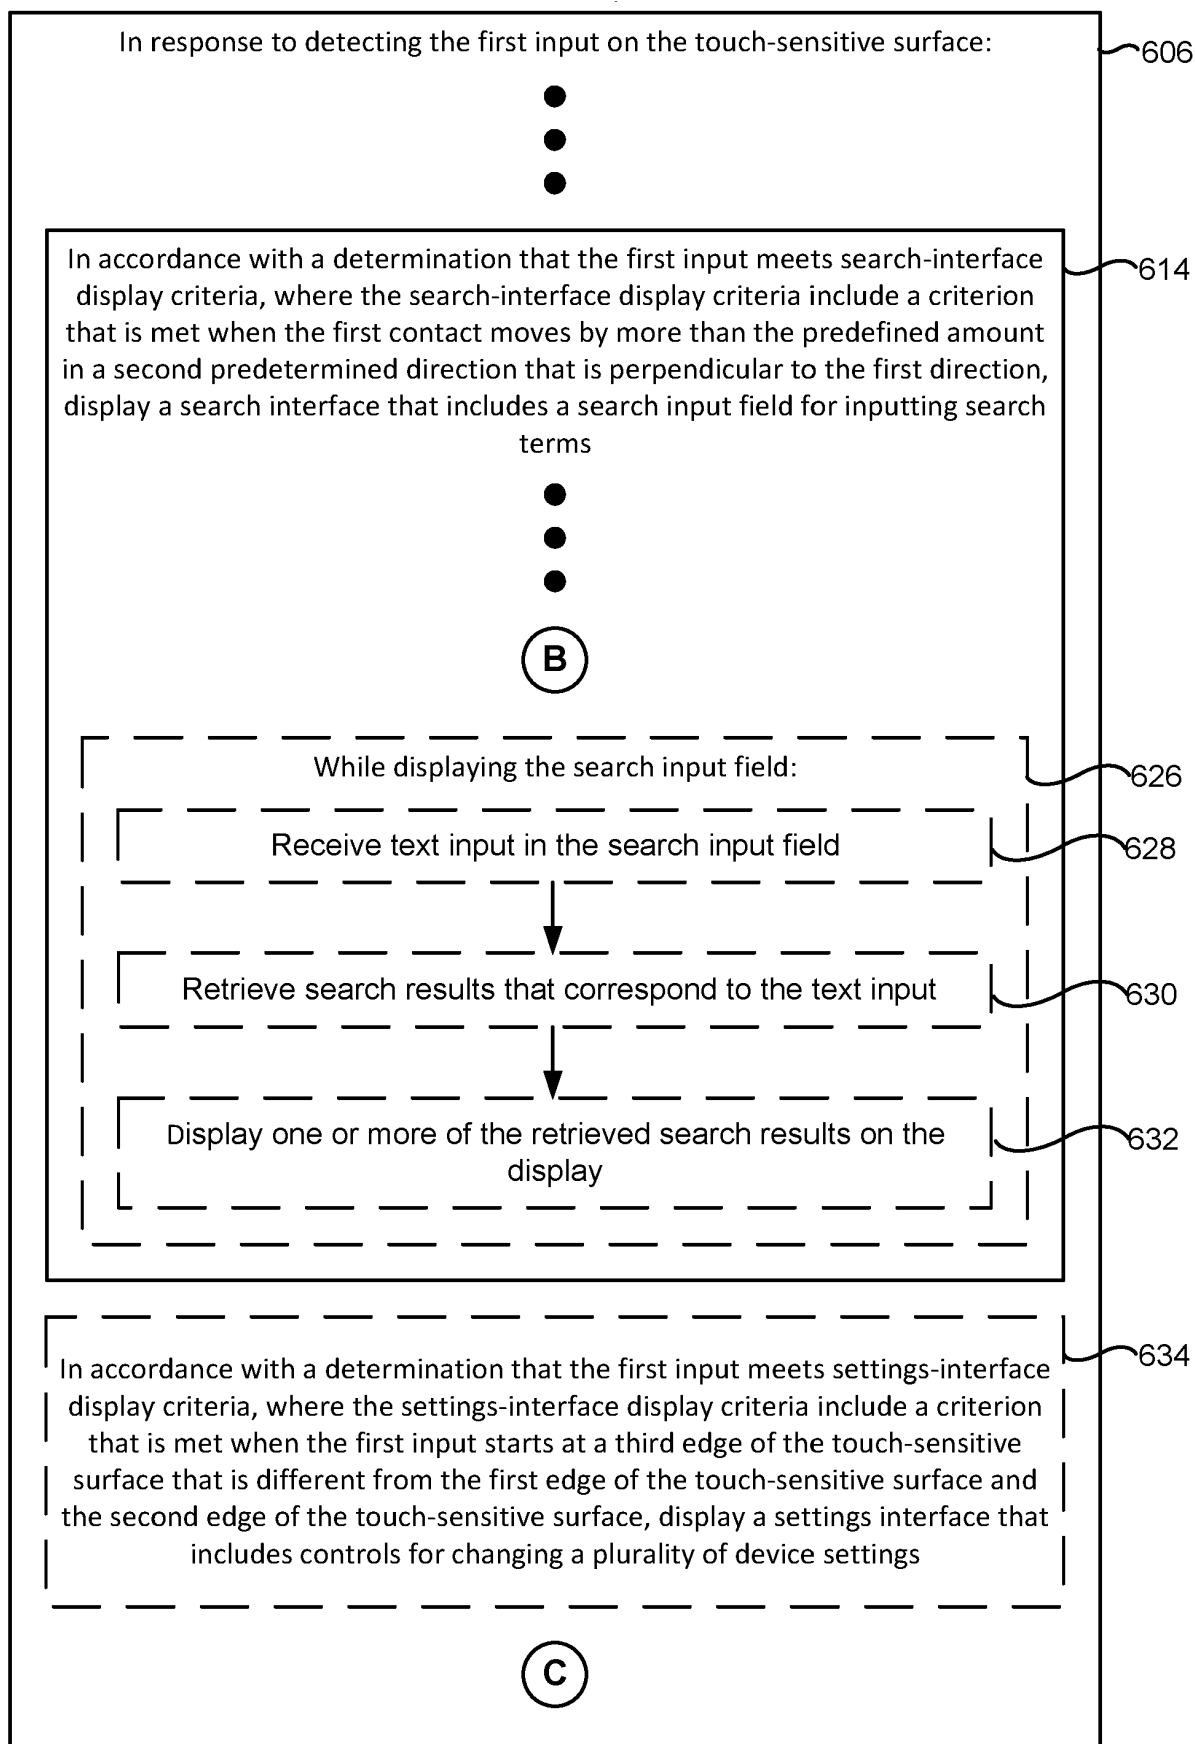 In response to detecting the first input on the touch-sensitive surface:
606
In accordance with a determination that the first input meets search-interface
614
display criteria, where the search-interface display criteria include a criterion
that is met when the first contact moves by more than the predefined amount
in a second predetermined direction that is perpendicular to the first direction,
display a search interface that includes a search input field for inputting search
terms
B
While displaying the search input field:
626
Receive text input in the search input field
628
Retrieve search results that correspond to the text input
630
Display one or more of the retrieved search results on the
632
display
634
In accordance with a determination that the first input meets settings-interface
display criteria, where the settings-interface display criteria include a criterion
that is met when the first input starts at a third edge of the touch-sensitive
surface that is different from the first edge of the touch-sensitive surface and
the second edge of the touch-sensitive surface, display a settings interface that
includes controls for changing a plurality of device settings
C